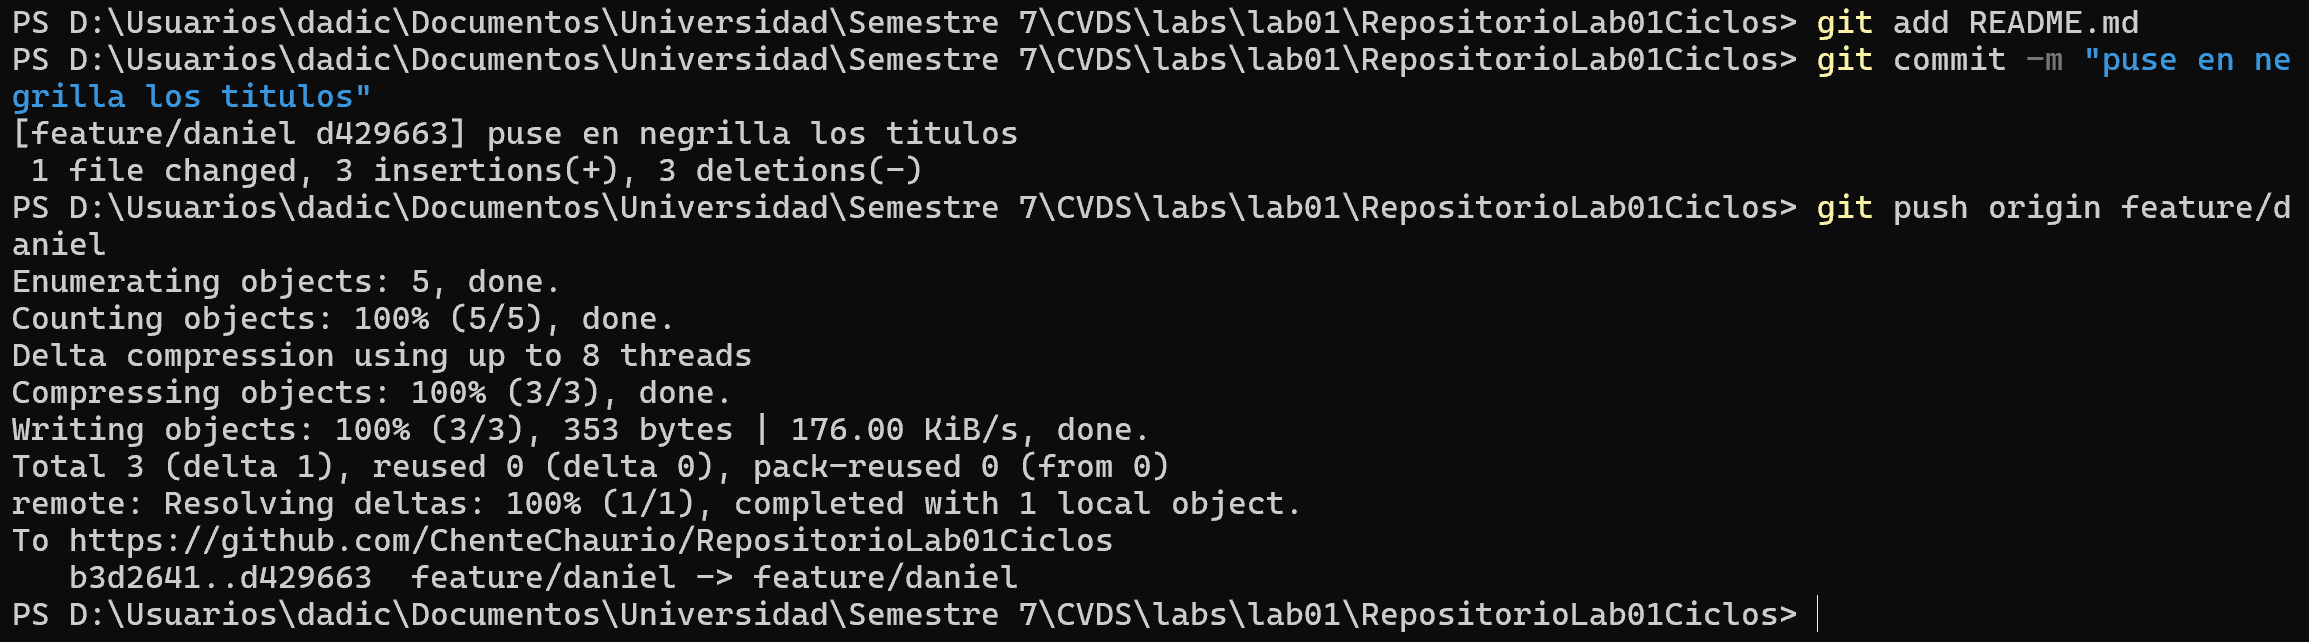 PS D:\Usuarios\dadic\Documentos\Universidad\Semestre 7\CVDS\labs\lab01\RepositorioLab01Ciclos> git add README.md
PS D:\Usuarios\dadic\Documentos\Universidad\Semestre 7\CVDS\labs\lab01\RepositorioLab01Ciclos> git commit -m "puse en ne
grilla los titulos"
[feature/daniel d429663] puse en negrilla los titulos
 1 file changed, 3 insertions(+), 3 deletions(-)
PS D:\Usuarios\dadic\Documentos\Universidad\Semestre 7\CVDS\labs\lab01\RepositorioLab01Ciclos> git push origin feature/d
aniel
Enumerating objects: 5, done.
Counting objects: 100% (5/5), done.
Delta compression using up to 8 threads
Compressing objects: 100% (3/3), done.
Writing objects: 100% (3/3), 353 bytes | 176.00 KiB/s, done.
Total 3 (delta 1), reused 0 (delta 0), pack-reused 0 (from 0)
remote: Resolving deltas: 100% (1/1), completed with 1 local object.
To https://github.com/ChenteChaurio/RepositorioLab01Ciclos
   b3d2641..d429663  feature/daniel -> feature/daniel
PS D:\Usuarios\dadic\Documentos\Universidad\Semestre 7\CVDS\labs\lab01\RepositorioLab01Ciclos>